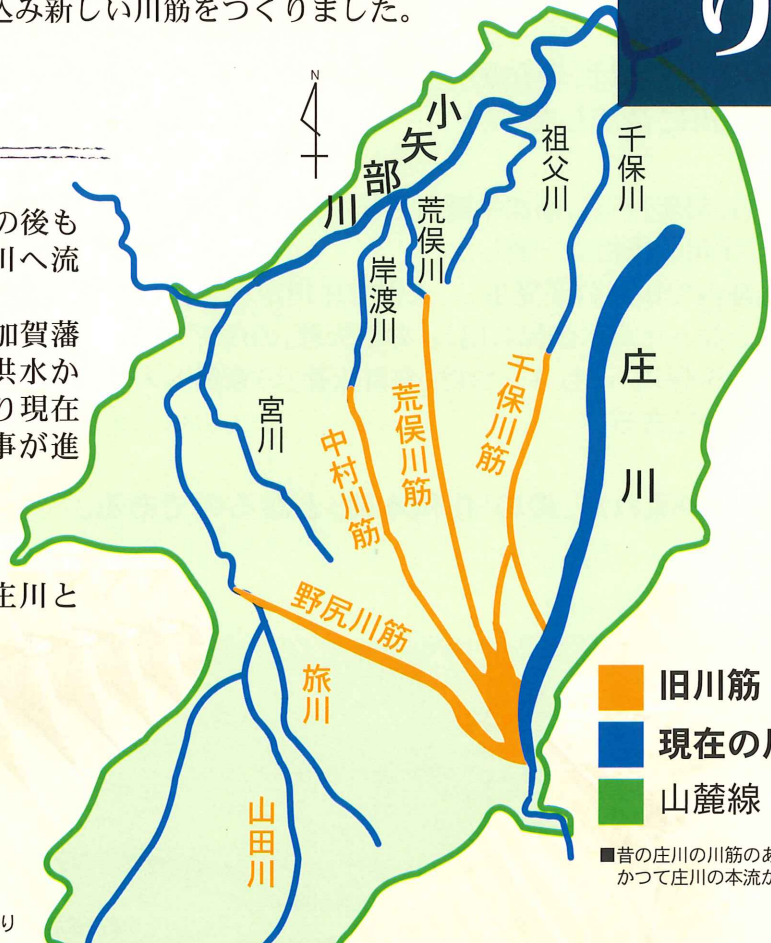 込み新しい川筋をつくりました。
り
N
の後も
川へ流
加賀藩
洪水か
り現在
事が進
庄川と
小矢部川
祖父川
千保川
荒俣川
岸渡川
宮川
庄川
千保川筋
荒俣川筋
中村川筋
野尻川筋
旅川
山田川
旧川筋
現在の川
山麓線
■昔の庄川の川筋のあ
かつて庄川の本流か
り